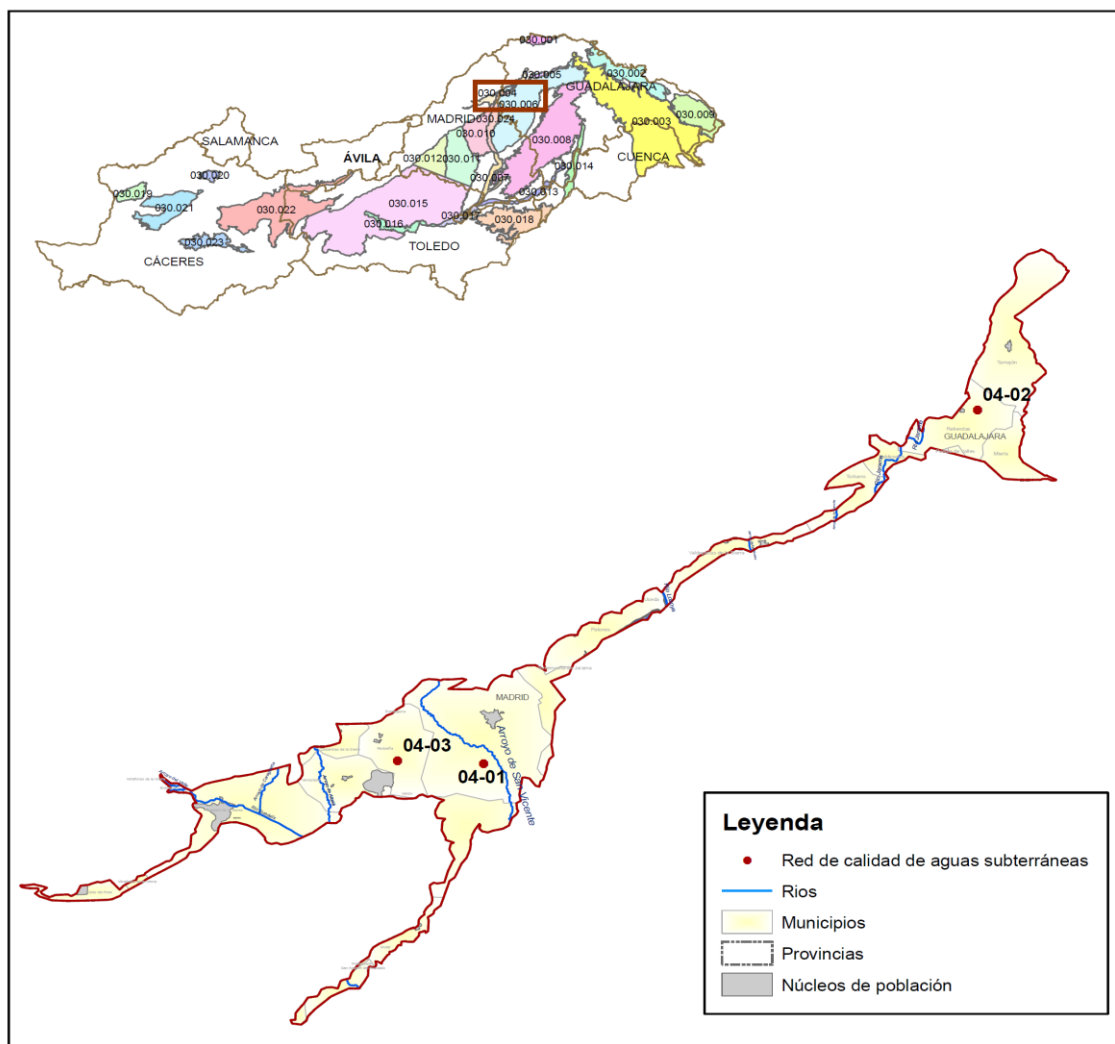 030.001
030.002
030.005
GUADALAJARA
030.004
030.006
030.009
030.003
MADRID
030.024
030.010
SALAMANCA
030.008
CUENCA
ÁVILA
030.012
030.011
030.014
030.020
030.007
030.019
030.013
030.021
030.022
030.015
030.017
030.018
030.016
TOLEDO
030.023
CÁCERES
04-02
GUADALAJARA
MADRID
04-03
04-01
Arroyo de San Vicente
Leyenda
Red de calidad de aguas subterráneas
Rios
Municipios
Provincias
Núcleos de población